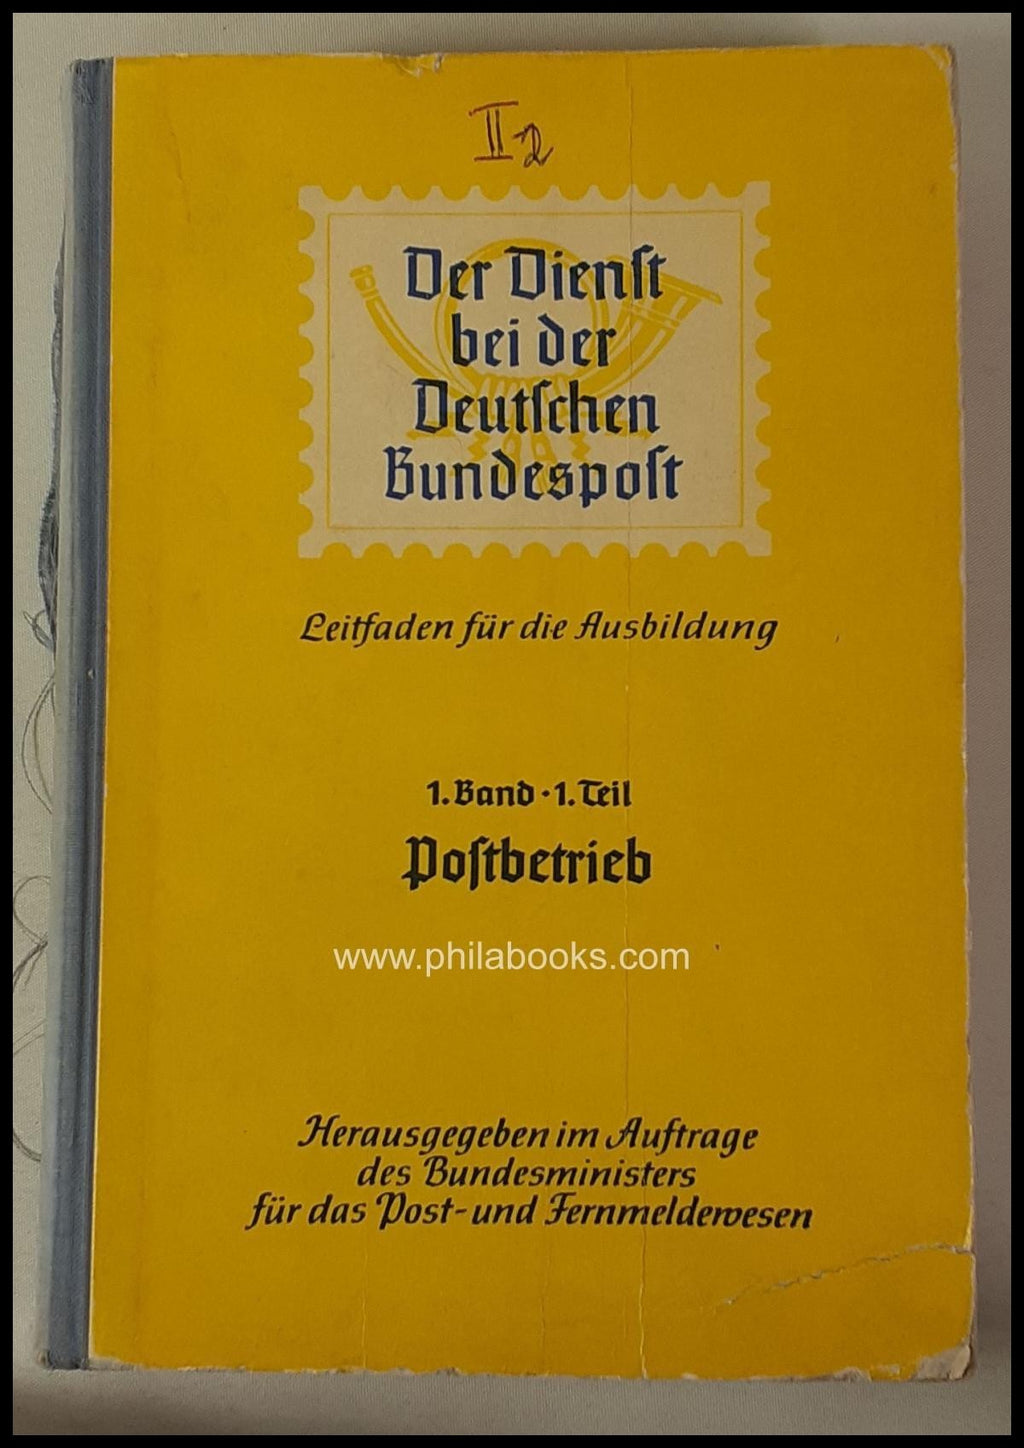 II-2
Der Dienſt
bei der
Deutſchen
Bundespoſt
Leitfaden für die Ausbildung
1. Band · 1. Teil
Poſtbetrieb
www.philabooks.com
Herausgegeben im Auftrage
des Bundesministers
für das Post- und Fernmeldewesen